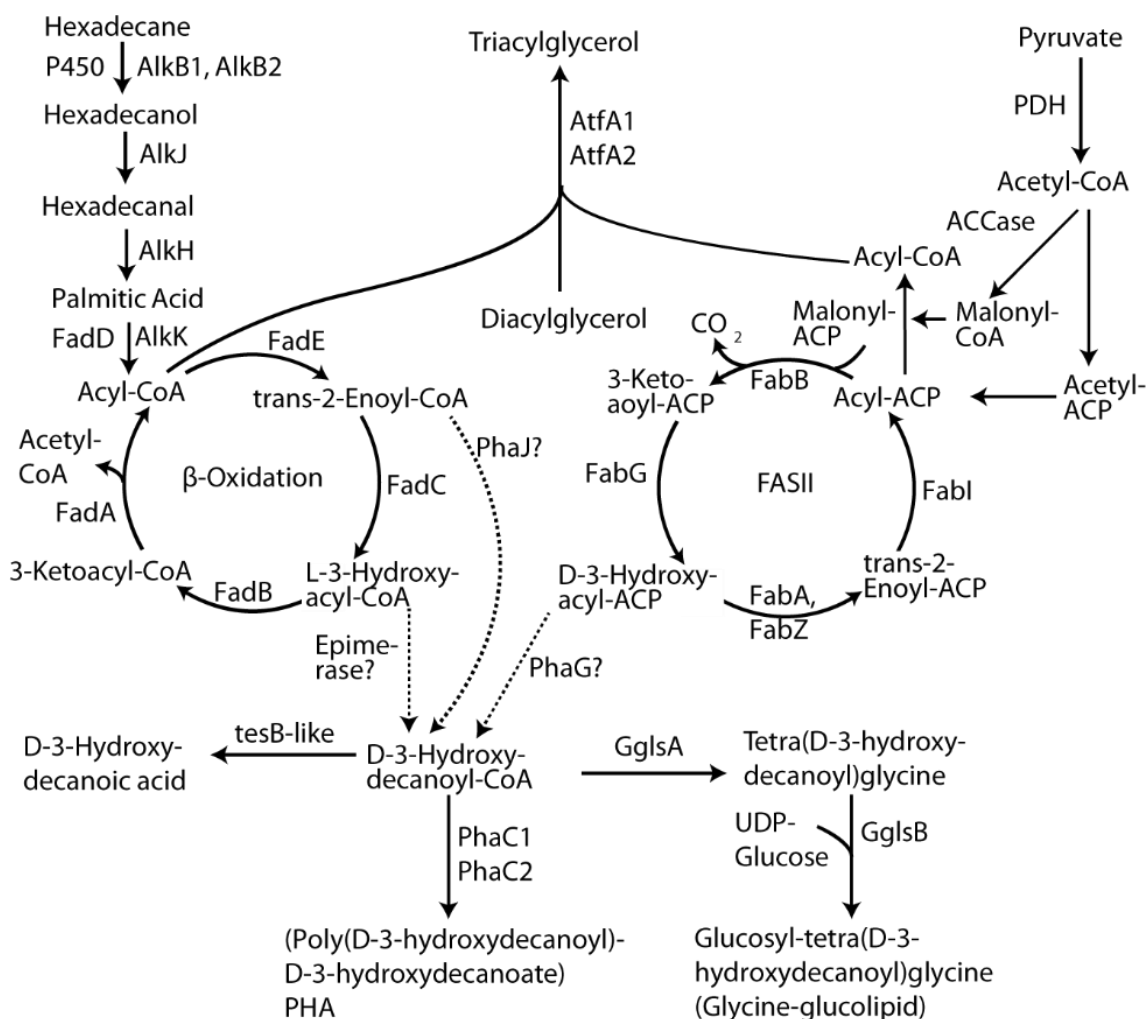 Hexadecane
P450 AlkB1, AlkB2
Hexadecanol
AlkJ
Hexadecanal
AlkH
Palmitic Acid
FadD AlkK
Acyl-CoA
FadE
trans-2-Enoyl-CoA
Acetyl-
CoA
β-Oxidation
FadC
FadA
3-Ketoacyl-CoA
FadB
L-3-Hydroxy-
acyl-CoA
Epime-
rase?
PhaJ?
Triacylglycerol
AtfA1
AtfA2
Diacylglycerol
Pyruvate
PDH
Acetyl-CoA
ACCase
Acyl-CoA
Malonyl-
ACP
Malonyl-
CoA
CO 2
FabB
3-Keto-
aoyl-ACP
Acyl-ACP
Acetyl-
ACP
FabG
FASII
FabI
D-3-Hydroxy-
acyl-ACP
FabA,
FabZ
trans-2-
Enoyl-ACP
PhaG?
D-3-Hydroxy-
decanoic acid
tesB-like
D-3-Hydroxy-
decanoyl-CoA
GglsA
Tetra(D-3-hydroxy-
decanoyl)glycine
UDP-
Glucose
GglsB
PhaC1
PhaC2
(Poly(D-3-hydroxydecanoyl)-
D-3-hydroxydecanoate)
PHA
Glucosyl-tetra(D-3-
hydroxydecanoyl)glycine
(Glycine-glucolipid)